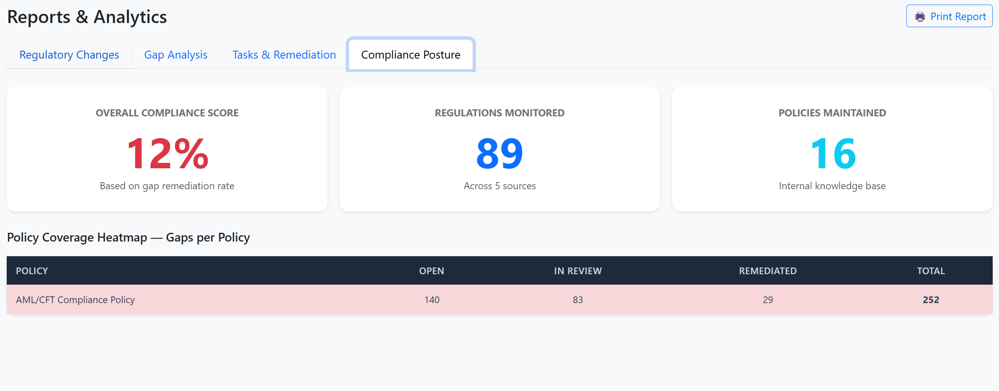 Reports & Analytics
Print Report
Regulatory Changes
Gap Analysis
Tasks & Remediation
Compliance Posture
OVERALL COMPLIANCE SCORE
12%
Based on gap remediation rate
REGULATIONS MONITORED
89
Across 5 sources
POLICIES MAINTAINED
16
Internal knowledge base
Policy Coverage Heatmap — Gaps per Policy
POLICY OPEN IN REVIEW REMEDIATED TOTAL
AML/CFT Compliance Policy 140 83 29 252